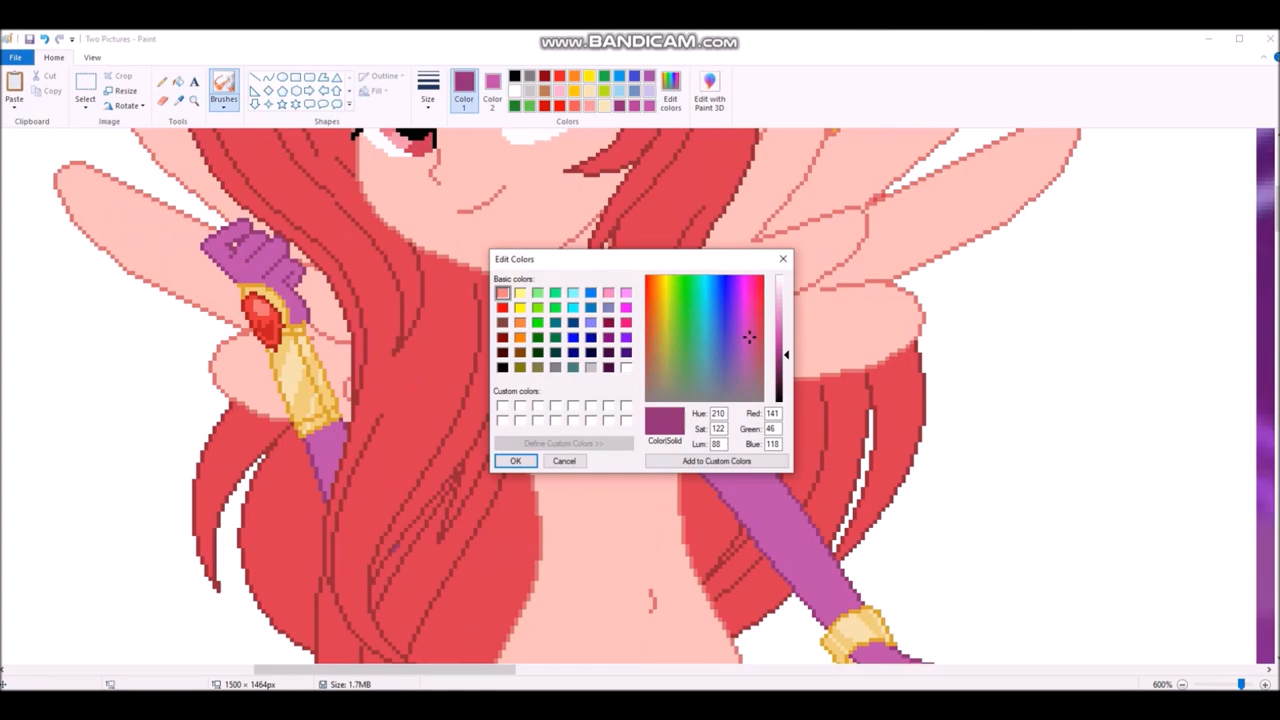 www.BANDICAM.com
Two Pictures - Paint
File Home View
Paste
Cut
Copy
Clipboard
Select
Crop
Resize
Rotate
Image
Tools
Brushes
Shapes
Outline
Fill
Size
Color 1
Color 2
Edit colors
Colors
Edit with Paint 3D
Edit Colors
Basic colors:
Custom colors:
Define Custom Colors >>
OK Cancel
Color|Solid
Hue: 210 Red: 141
Sat: 122 Green: 46
Lum: 88 Blue: 118
Add to Custom Colors
1500 × 1464px Size: 1.7MB 600%